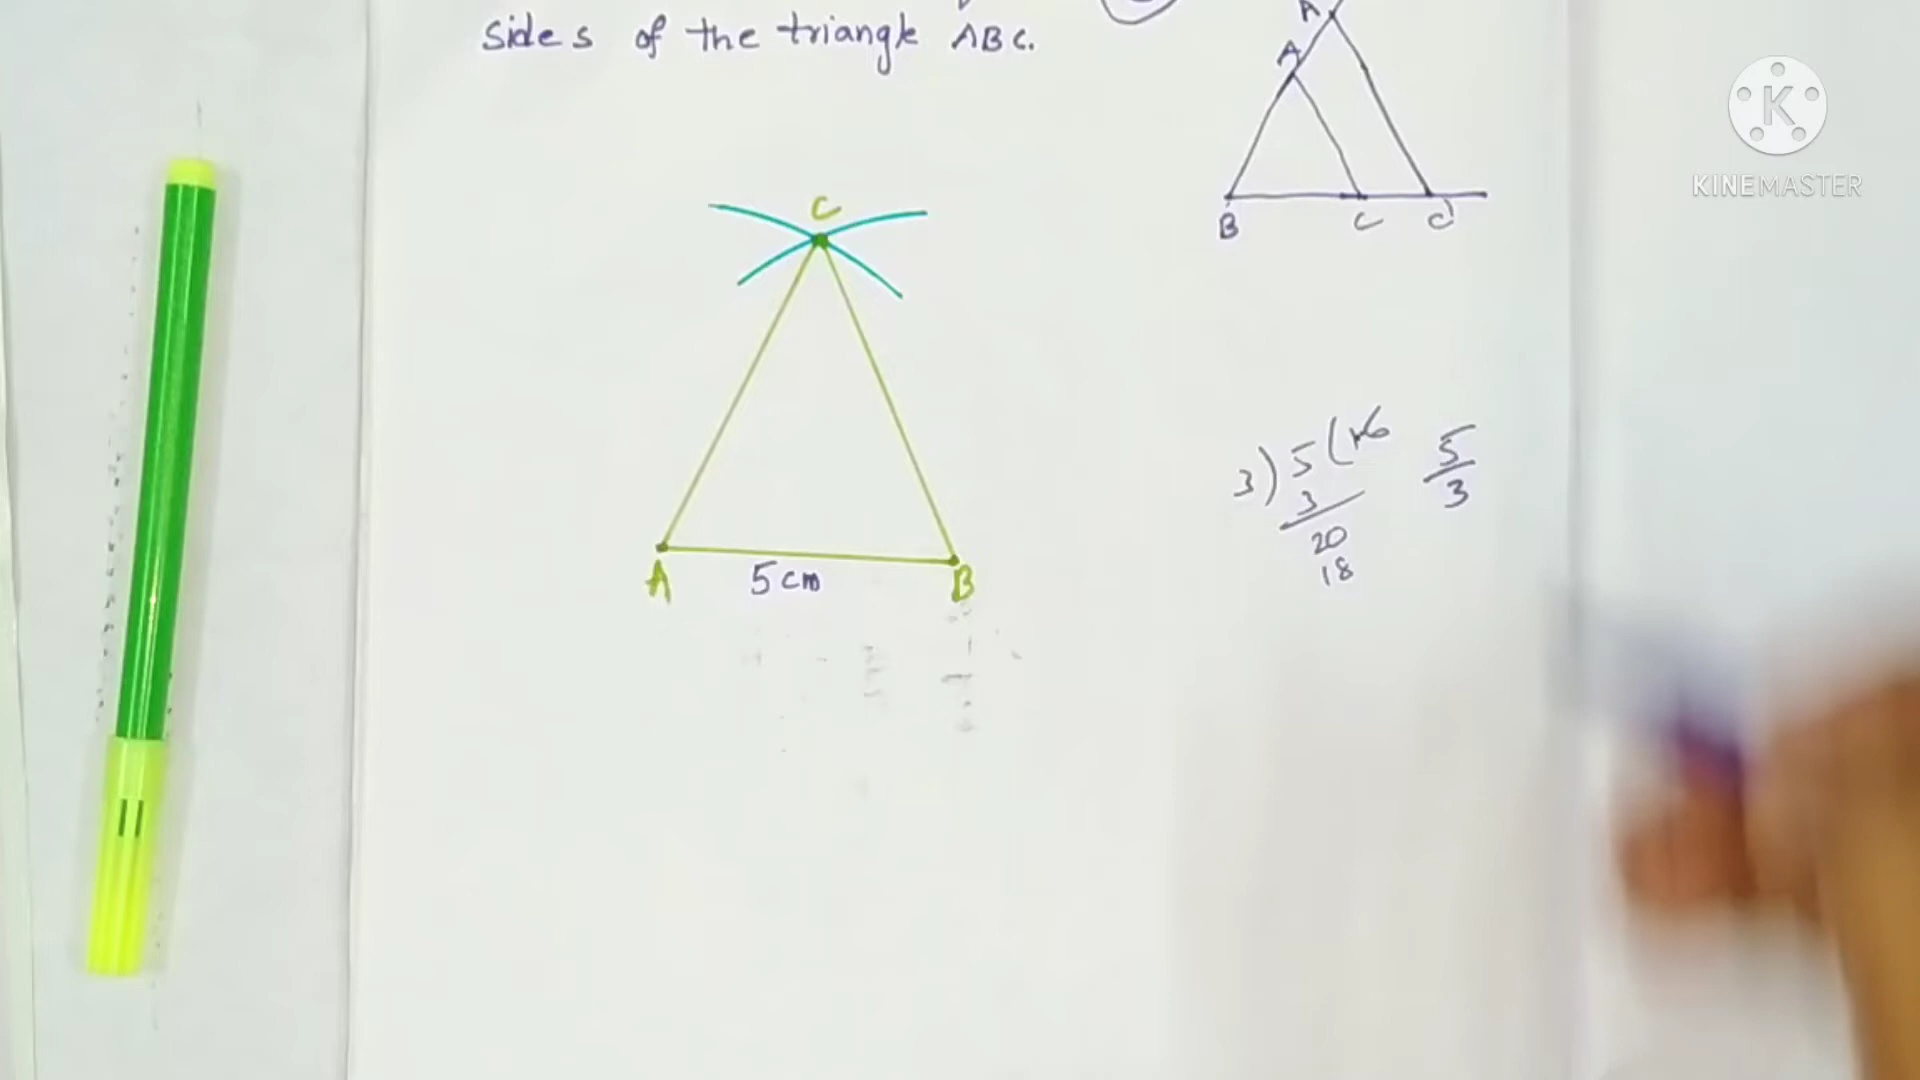 sides of the triangle ABC.
A'
A
B
C
C'
K
KINEMASTER
C
A
5 cm
B
3) 5 (1.6
3
20
18
5
3